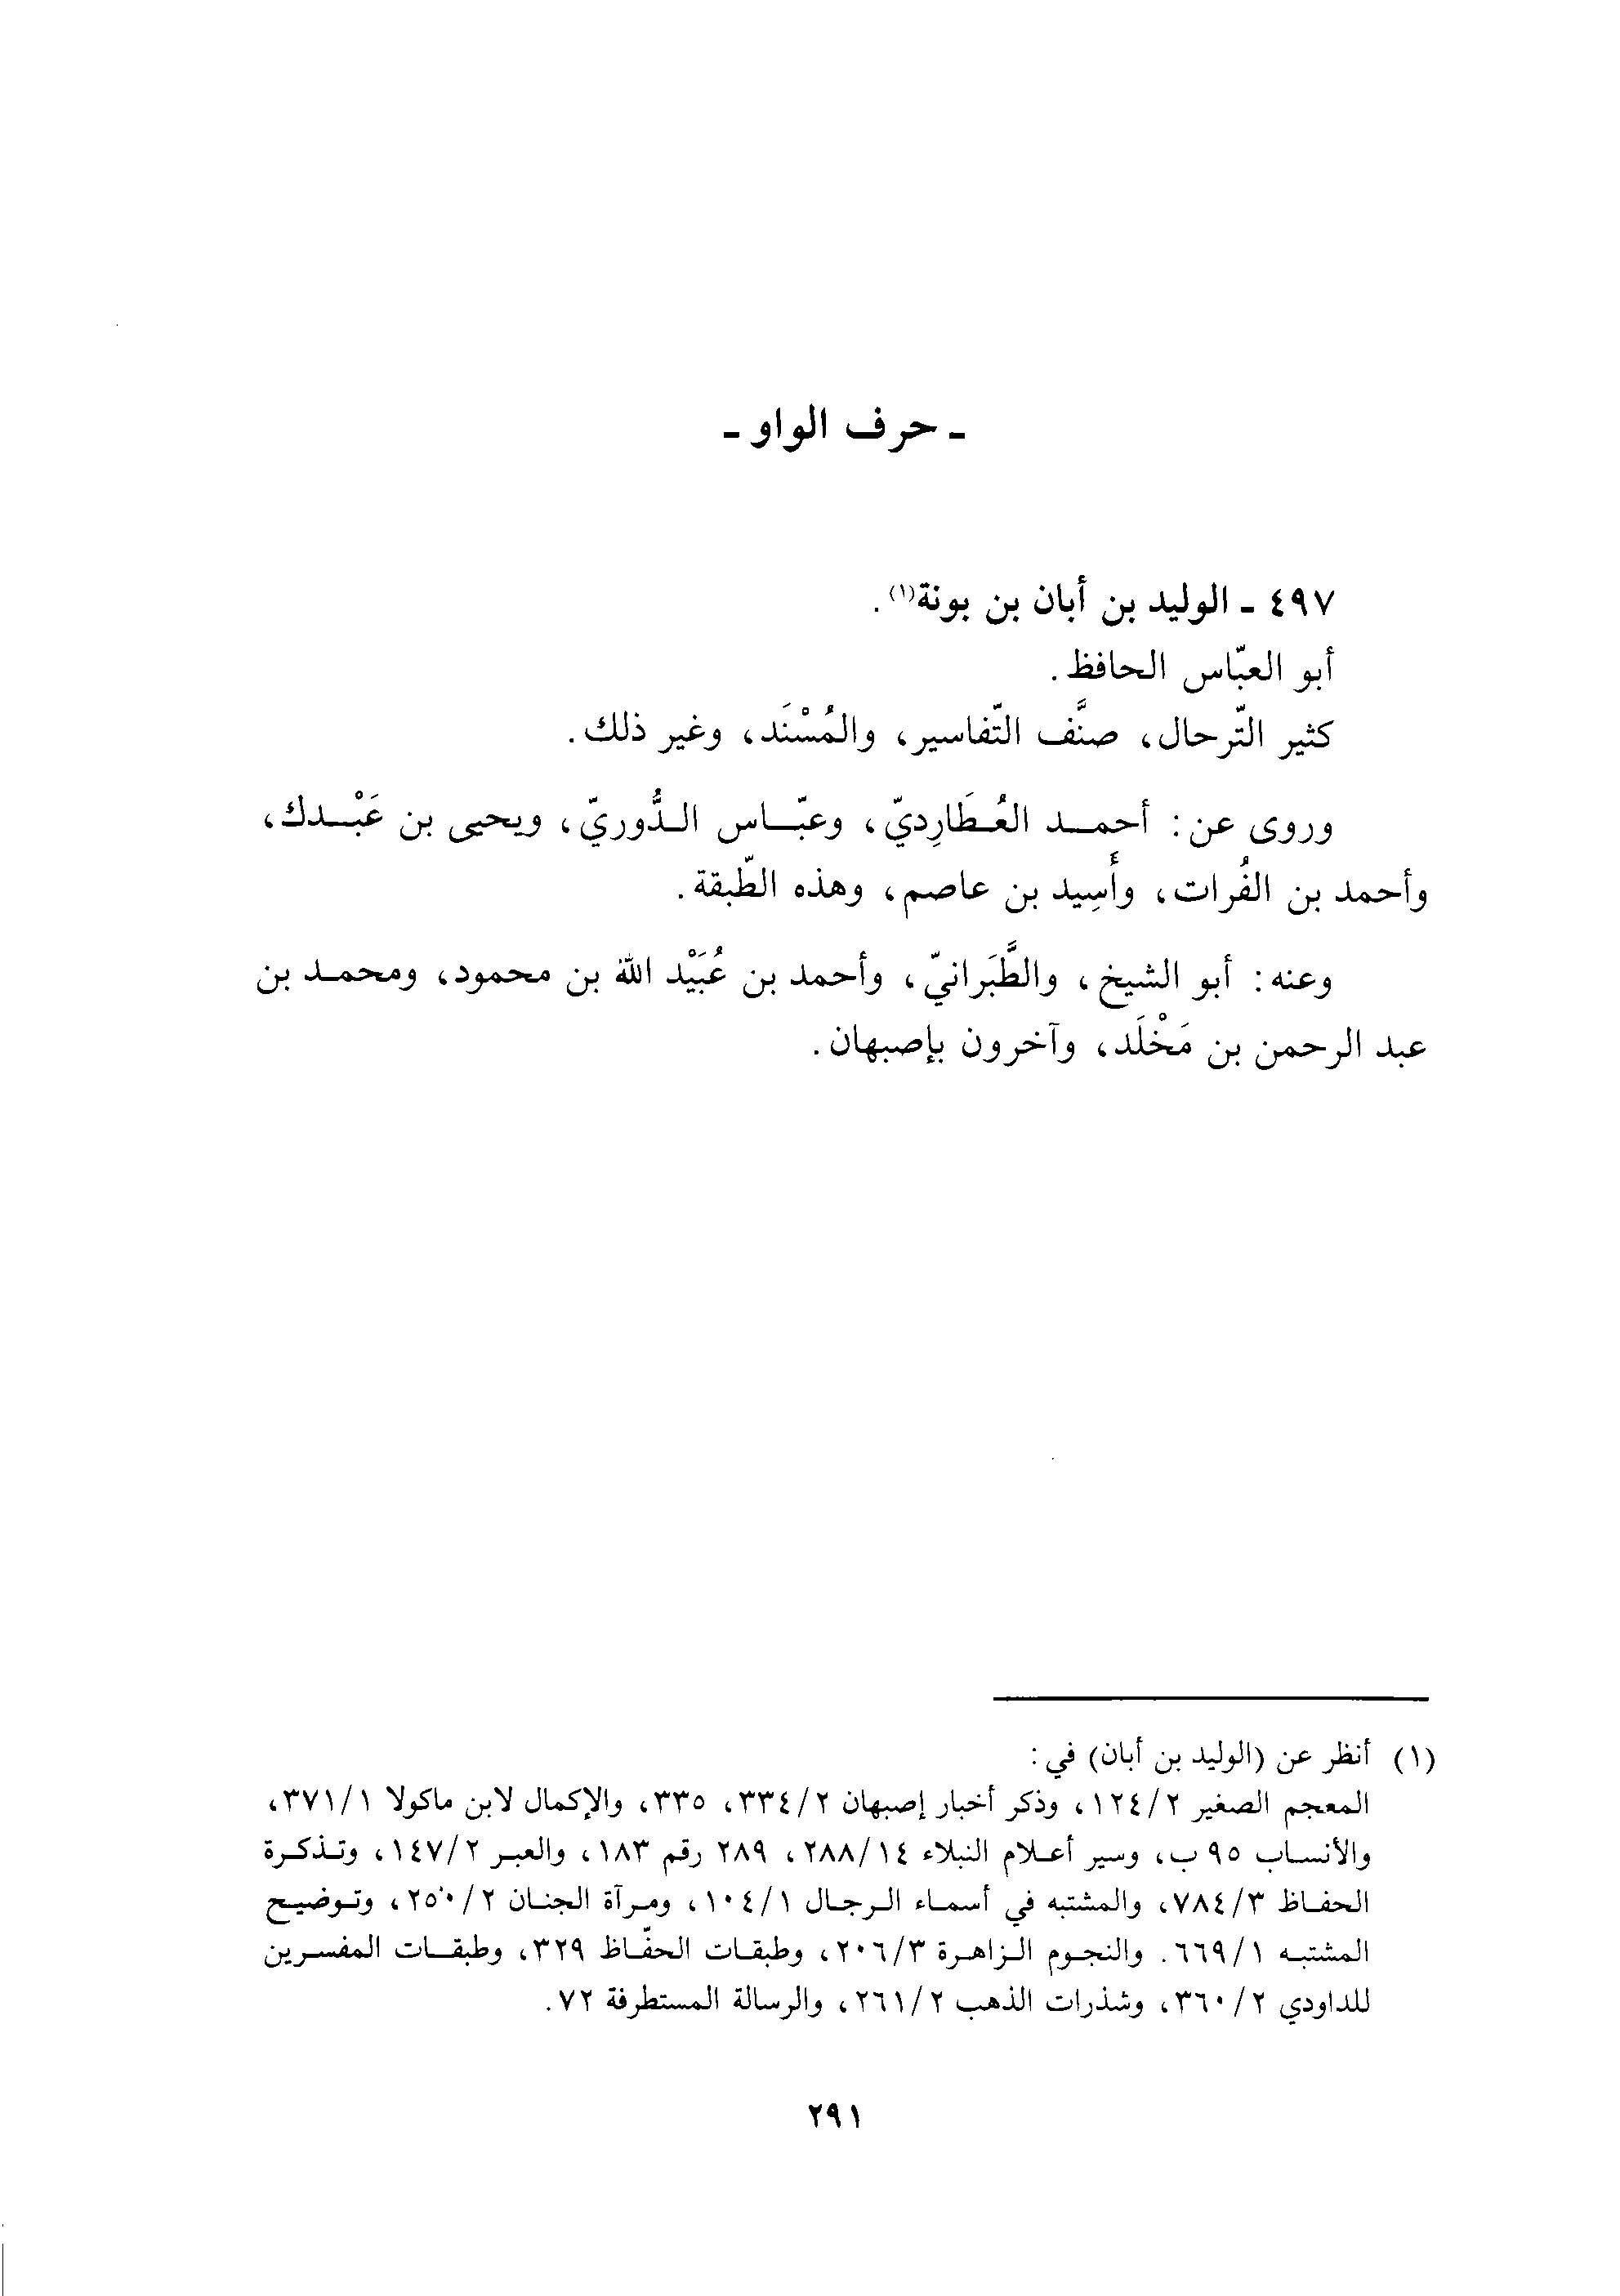 - حرف الواو -
٤٩٧ - الوليد بن أبان بن بونة(١).
أبو العبّاس الحافظ.
كثير التّرحال، صنَّف التّفاسير، والمُسْنَد، وغير ذلك.
وروى عن: أحمد العُطَارِديّ، وعبّاس الدُّوريّ، ويحيى بن عَبْدك،
وأحمد بن الفُرات، وأُسِيد بن عاصم، وهذه الطّبقة.
وعنه: أبو الشيخ، والطَّبَرانيّ، وأحمد بن عُبَيْد الله بن محمود، ومحمد بن
عبد الرحمن بن مَخْلَد، وآخرون بإصبهان.
(١) أنظر عن (الوليد بن أبان) في:
المعجم الصغير ١٢٤/٢، وذكر أخبار إصبهان ٣٣٤/٢، ٣٣٥، والإكمال لابن ماكولا ٣٧١/١،
والأنساب ٩٥ ب، وسير أعلام النبلاء ٢٨٨/١٤، ٢٨٩ رقم ١٨٣، والعبر ١٤٧/٢، وتذكرة
الحفاظ ٧٨٤/٣، والمشتبه في أسماء الرجال ١٠٤/١، ومرآة الجنان ٢٥٠/٢، وتوضيح
المشتبه ٦٦٩/١. والنجوم الزاهرة ٢٠٦/٣، وطبقات الحفّاظ ٣٢٩، وطبقات المفسرين
للداودي ٣٦٠/٢، وشذرات الذهب ٢٦١/٢، والرسالة المستطرفة ٧٢.
٢٩١